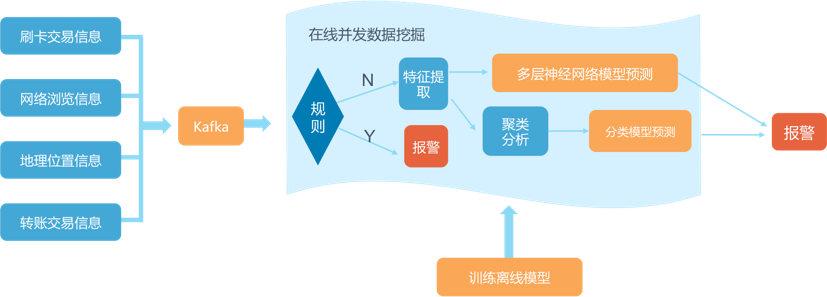 刷卡交易信息
网络浏览信息
地理位置信息
转账交易信息
Kafka
在线并发数据挖掘
规
则
N
Y
特征提
取
报警
多层神经网络模型预测
聚类
分析
分类模型预测
报警
训练离线模型